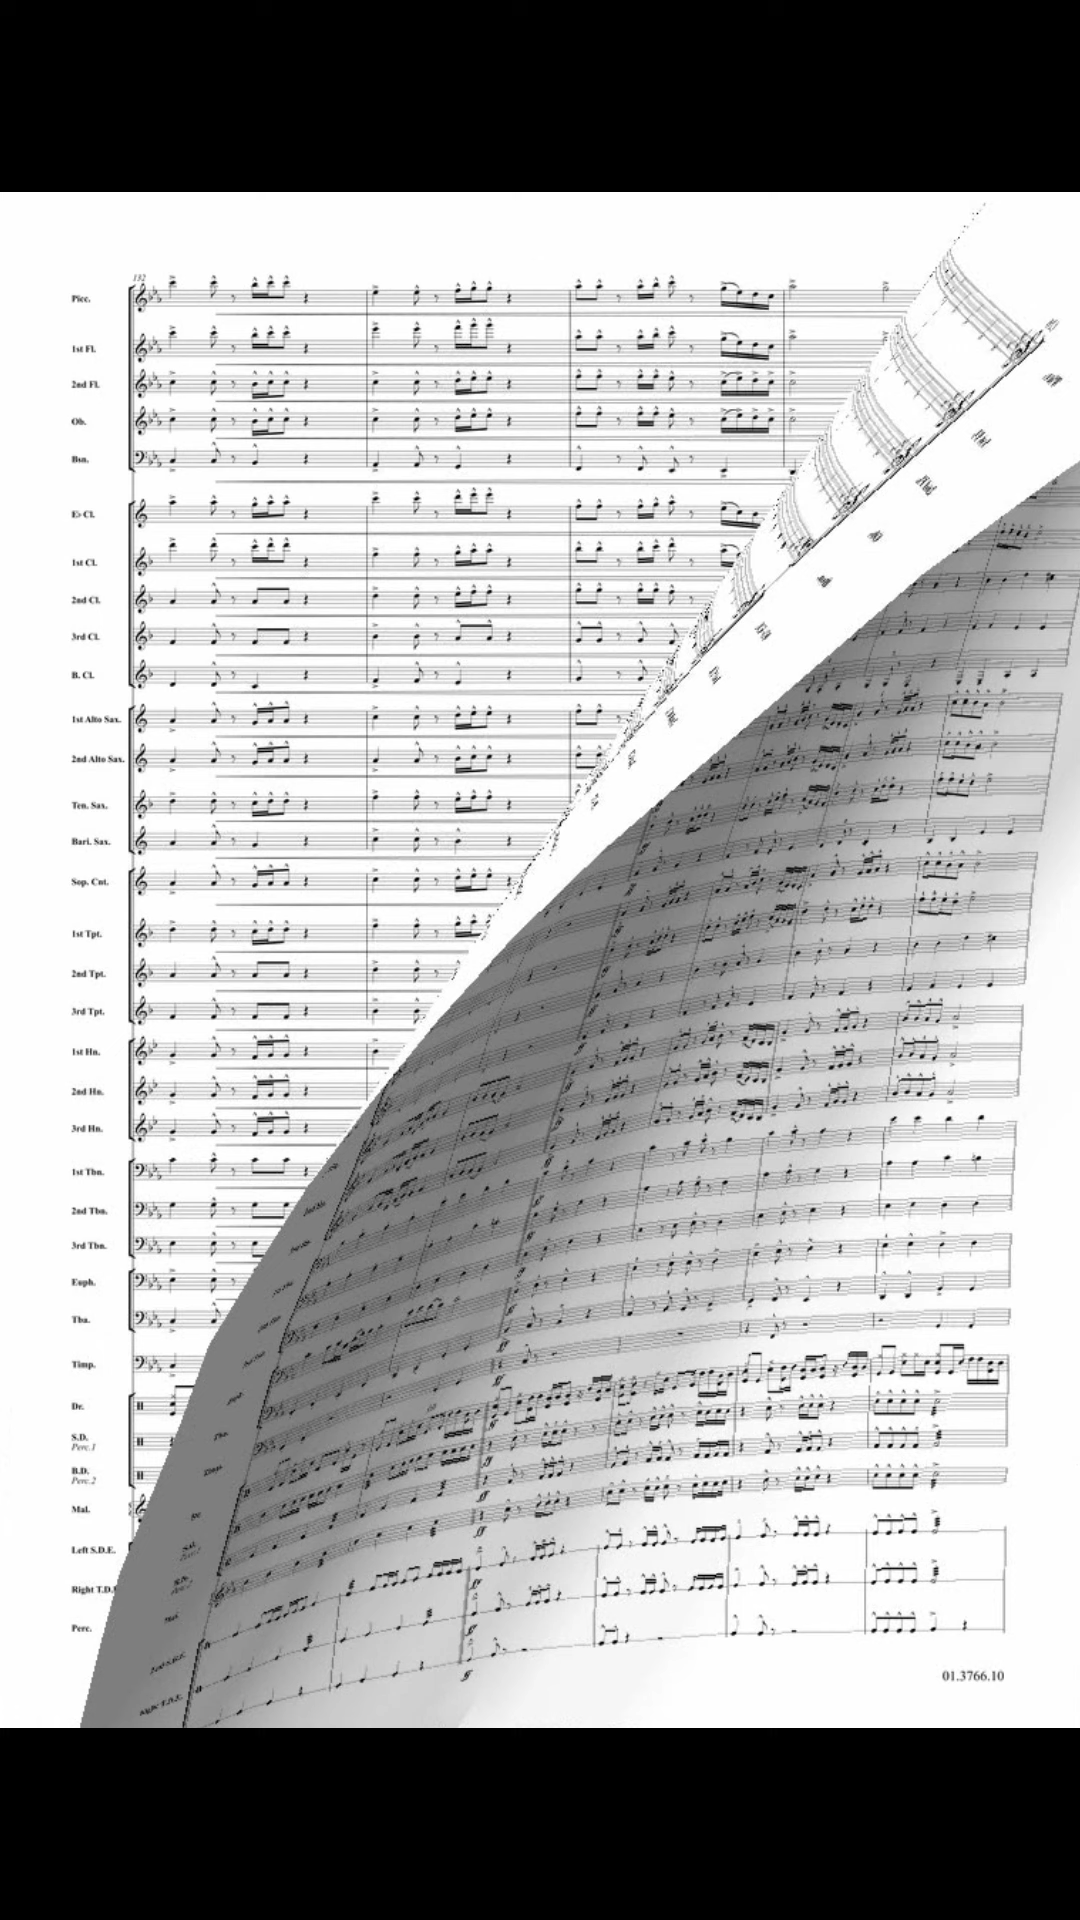 132
Picc.
1st Fl.
2nd Fl.
Ob.
Bsn.
E♭ Cl.
1st Cl.
2nd Cl.
3rd Cl.
B. Cl.
1st Alto Sax.
2nd Alto Sax.
Ten. Sax.
Bari. Sax.
Sop. Cnt.
1st Tpt.
2nd Tpt.
3rd Tpt.
1st Hn.
2nd Hn.
3rd Hn.
1st Tbn.
2nd Tbn.
3rd Tbn.
Euph.
Tba.
Timp.
Dr.
S.D.
Perc.1
B.D.
Perc.2
Mal.
Left S.D.E.
Right T.D.
Perc.
ff
01.3766.10